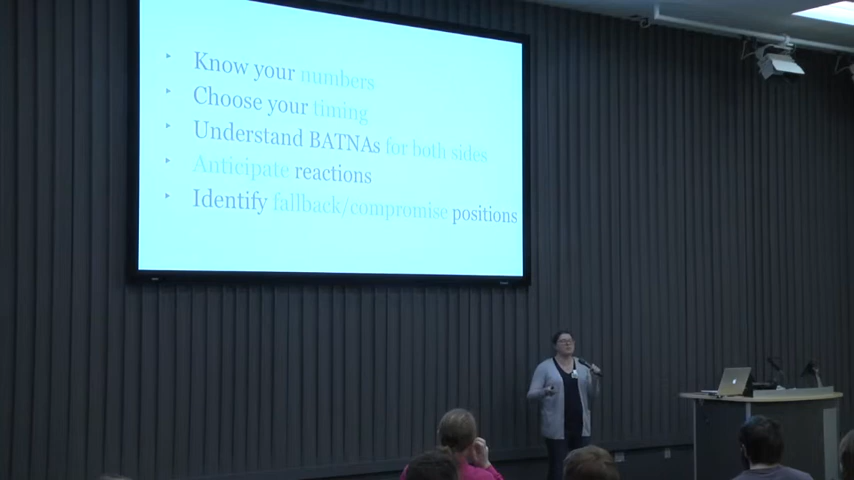 Know your numbers
Choose your timing
Understand BATNAs for both sides
Anticipate reactions
Identify fallback/compromise positions